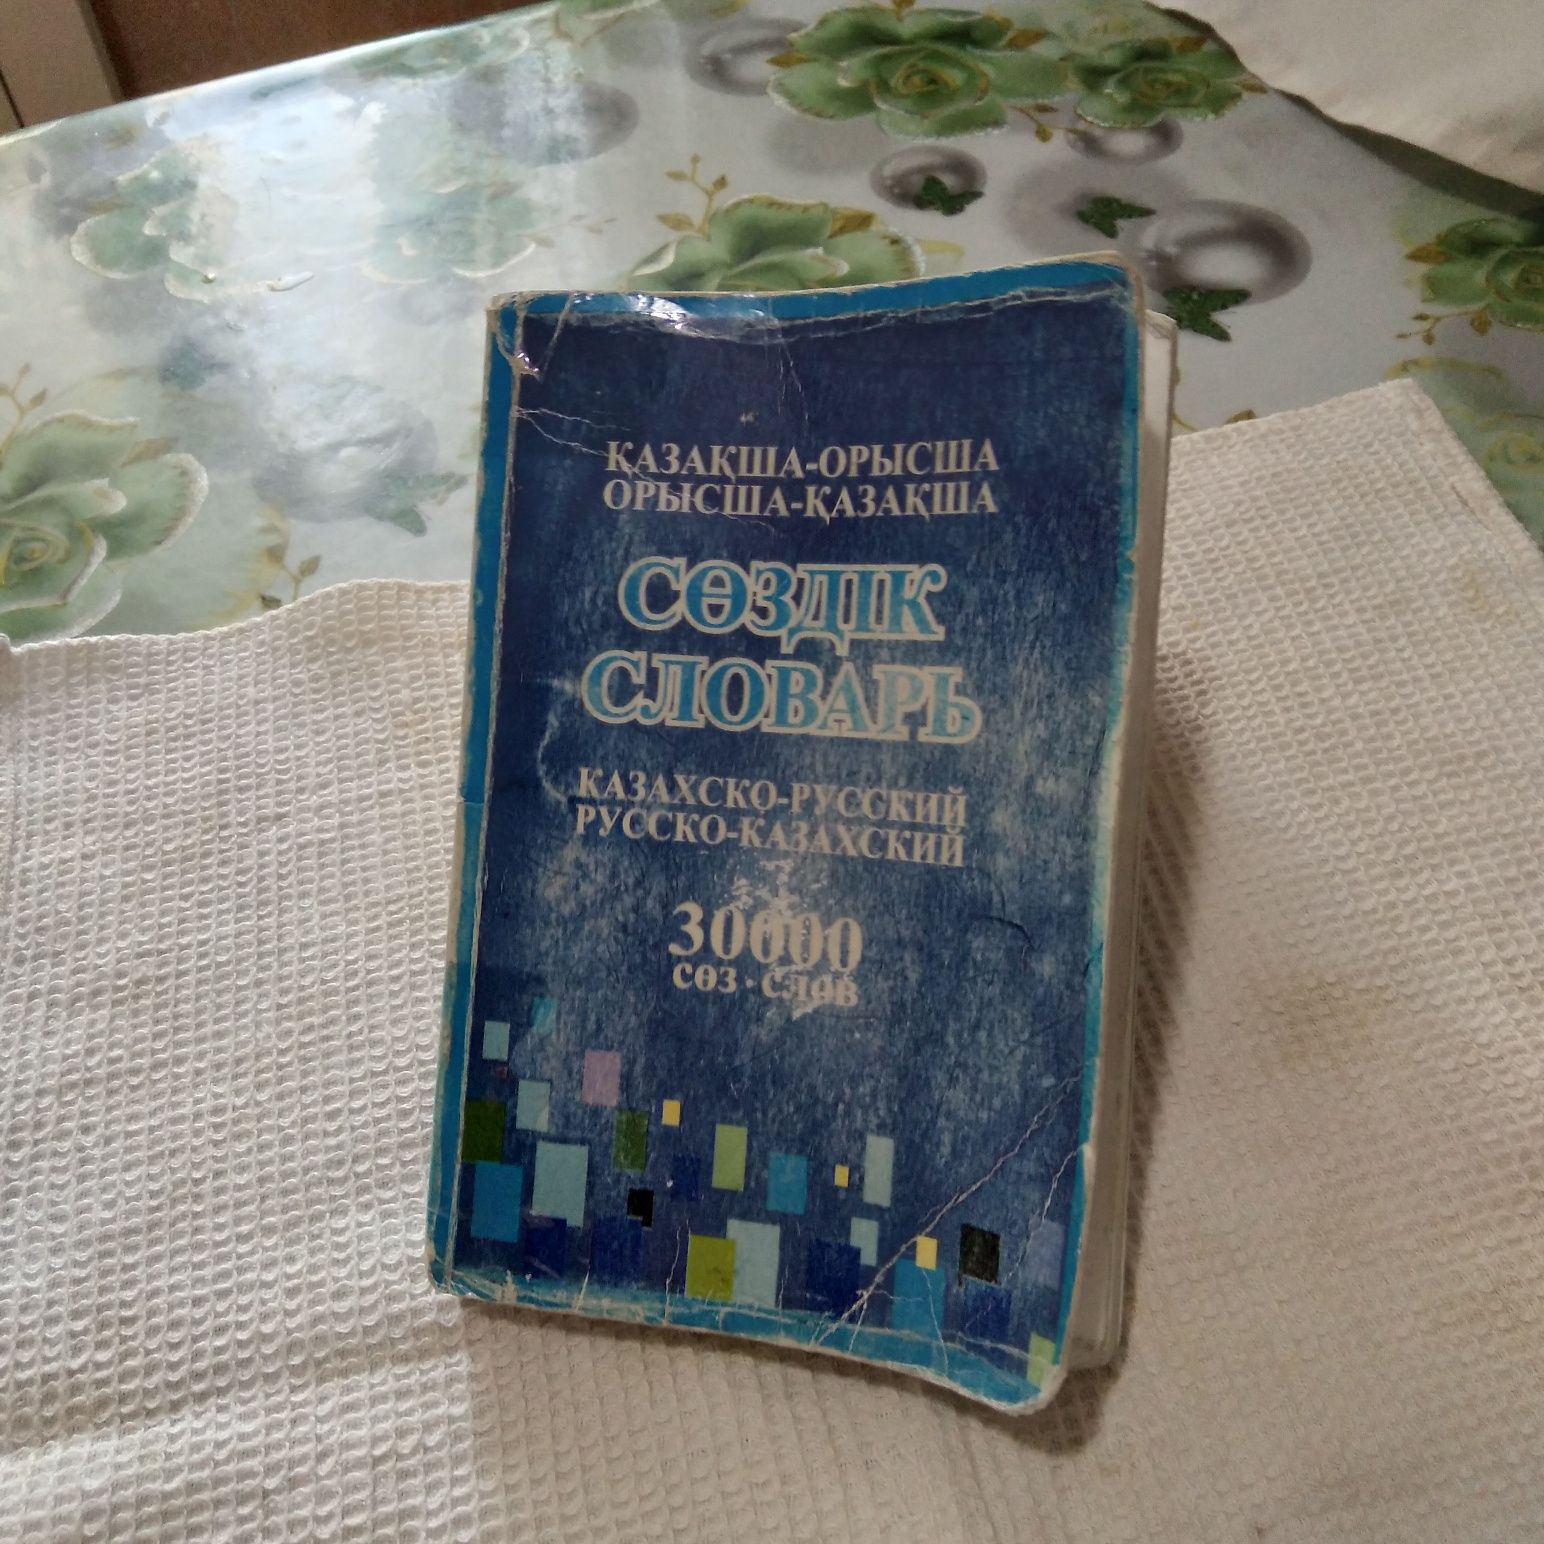 ҚАЗАҚША-ОРЫСША
ОРЫСША-ҚАЗАҚША
СӨЗДІК
СЛОВАРЬ
КАЗАХСКО-РУССКИЙ
РУССКО-КАЗАХСКИЙ
30000
сөз · слов